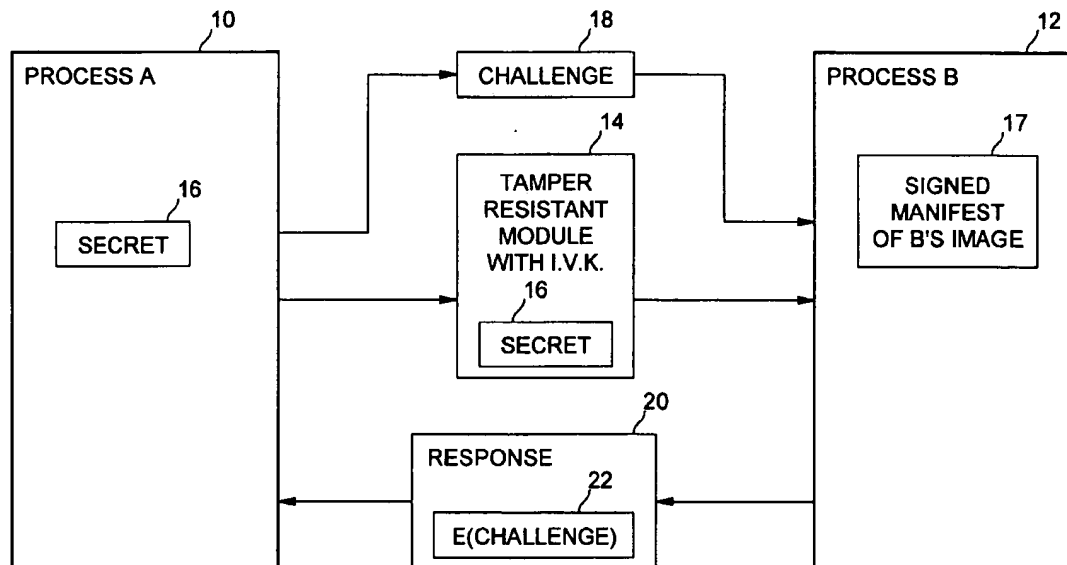 10
18
12
PROCESS A
CHALLENGE
PROCESS B
14
17
TAMPER
RESISTANT
MODULE
WITH I.V.K.
SIGNED
MANIFEST
OF B'S IMAGE
16
SECRET
16
SECRET
20
RESPONSE
22
E(CHALLENGE)